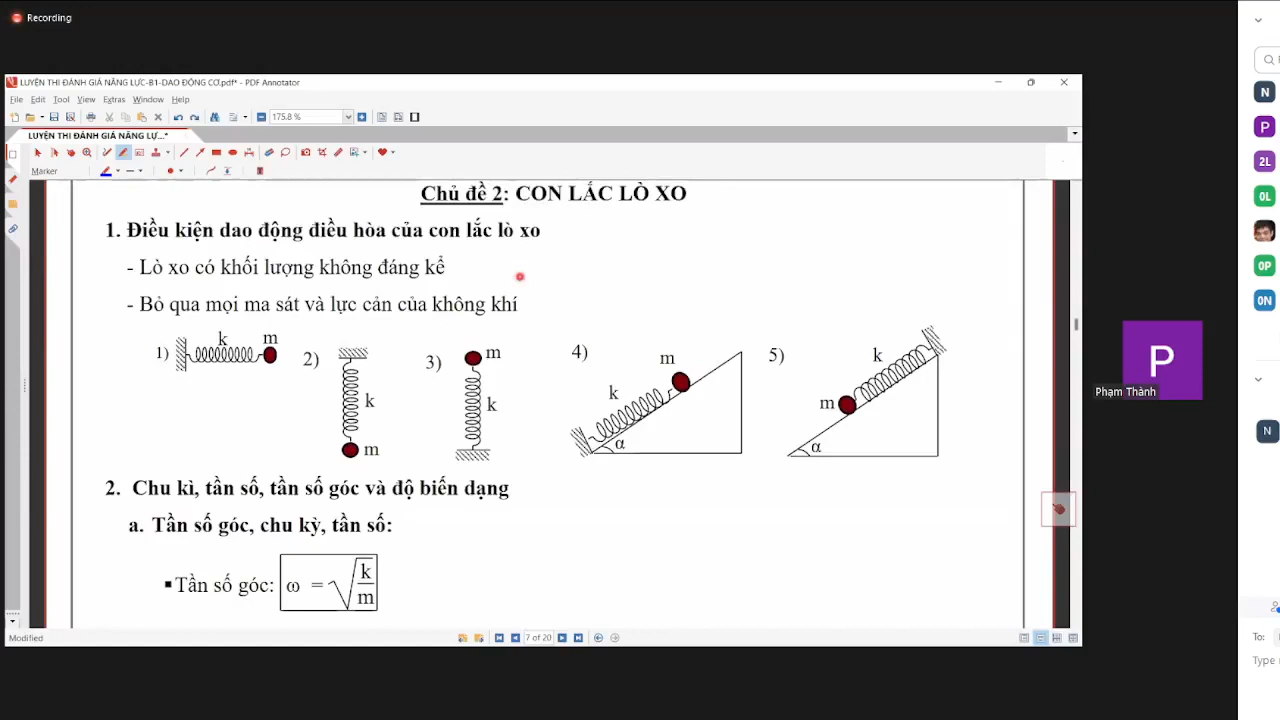 Recording
LUYỆN THI ĐÁNH GIÁ NĂNG LỰC-B1-DAO ĐỘNG CƠ.pdf* - PDF Annotator
File Edit Tool View Extras Window Help
175.8 %
LUYỆN THI ĐÁNH GIÁ NĂNG LỰ...*
Marker
Chủ đề 2: CON LẮC LÒ XO
1. Điều kiện dao động điều hòa của con lắc lò xo
- Lò xo có khối lượng không đáng kể
- Bỏ qua mọi ma sát và lực cản của không khí
1) k m
2) k m
3) m k
4) m k α
5) k m α
2. Chu kì, tần số, tần số góc và độ biến dạng
a. Tần số góc, chu kỳ, tần số:
▪Tần số góc: ω = √k/m
Modified
7 of 20
P
Phạm Thành
N
P
2L
0L
0P
0N
N
To:
Type